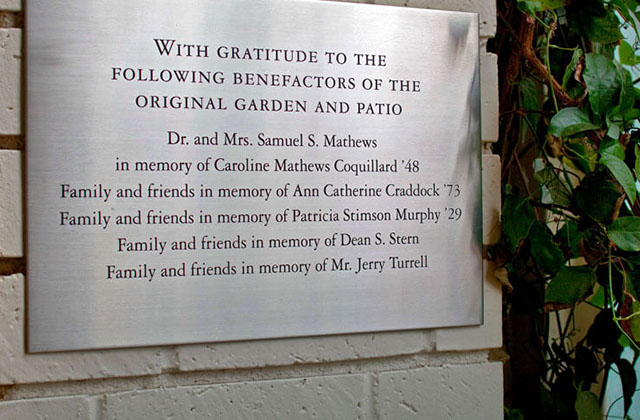 WITH GRATITUDE TO THE
FOLLOWING BENEFACTORS OF THE
ORIGINAL GARDEN AND PATIO
Dr. and Mrs. Samuel S. Mathews
in memory of Caroline Mathews Coquillard '48
Family and friends in memory of Ann Catherine Craddock '73
Family and friends in memory of Patricia Stimson Murphy '29
Family and friends in memory of Dean S. Stern
Family and friends in memory of Mr. Jerry Turrell